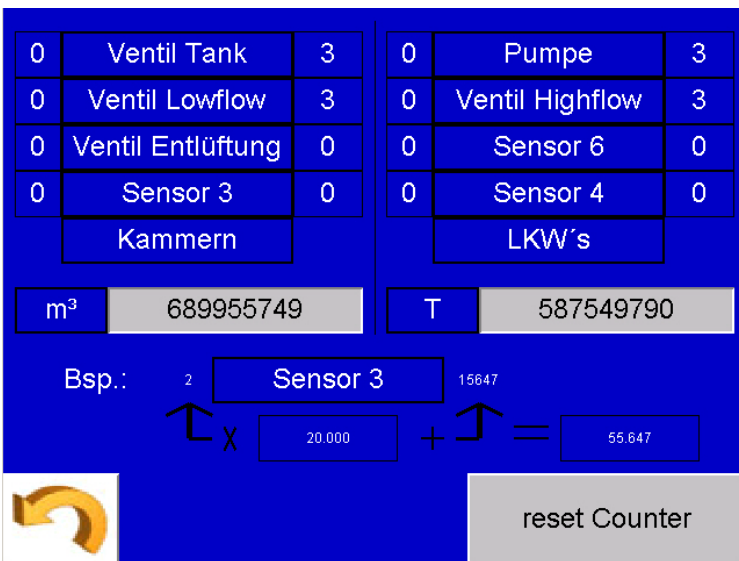 0 Ventil Tank 3 0 Pumpe 3
0 Ventil Lowflow 3 0 Ventil Highflow 3
0 Ventil Entlüftung 0 0 Sensor 6 0
0 Sensor 3 0 0 Sensor 4 0
Kammern LKW´s
m³ 689955749 T 587549790
Bsp.: 2 Sensor 3 15647
x 20.000 + = 55.647
reset Counter